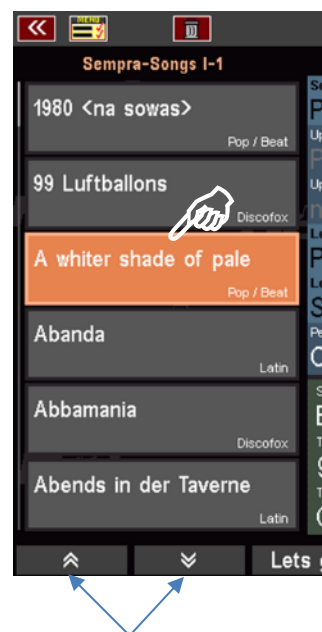 MENU
Sempra-Songs I-1
1980 <na sowas>
Pop / Beat
99 Luftballons
Discofox
A whiter shade of pale
Pop / Beat
Abanda
Latin
Abbamania
Discofox
Abends in der Taverne
Latin
Lets